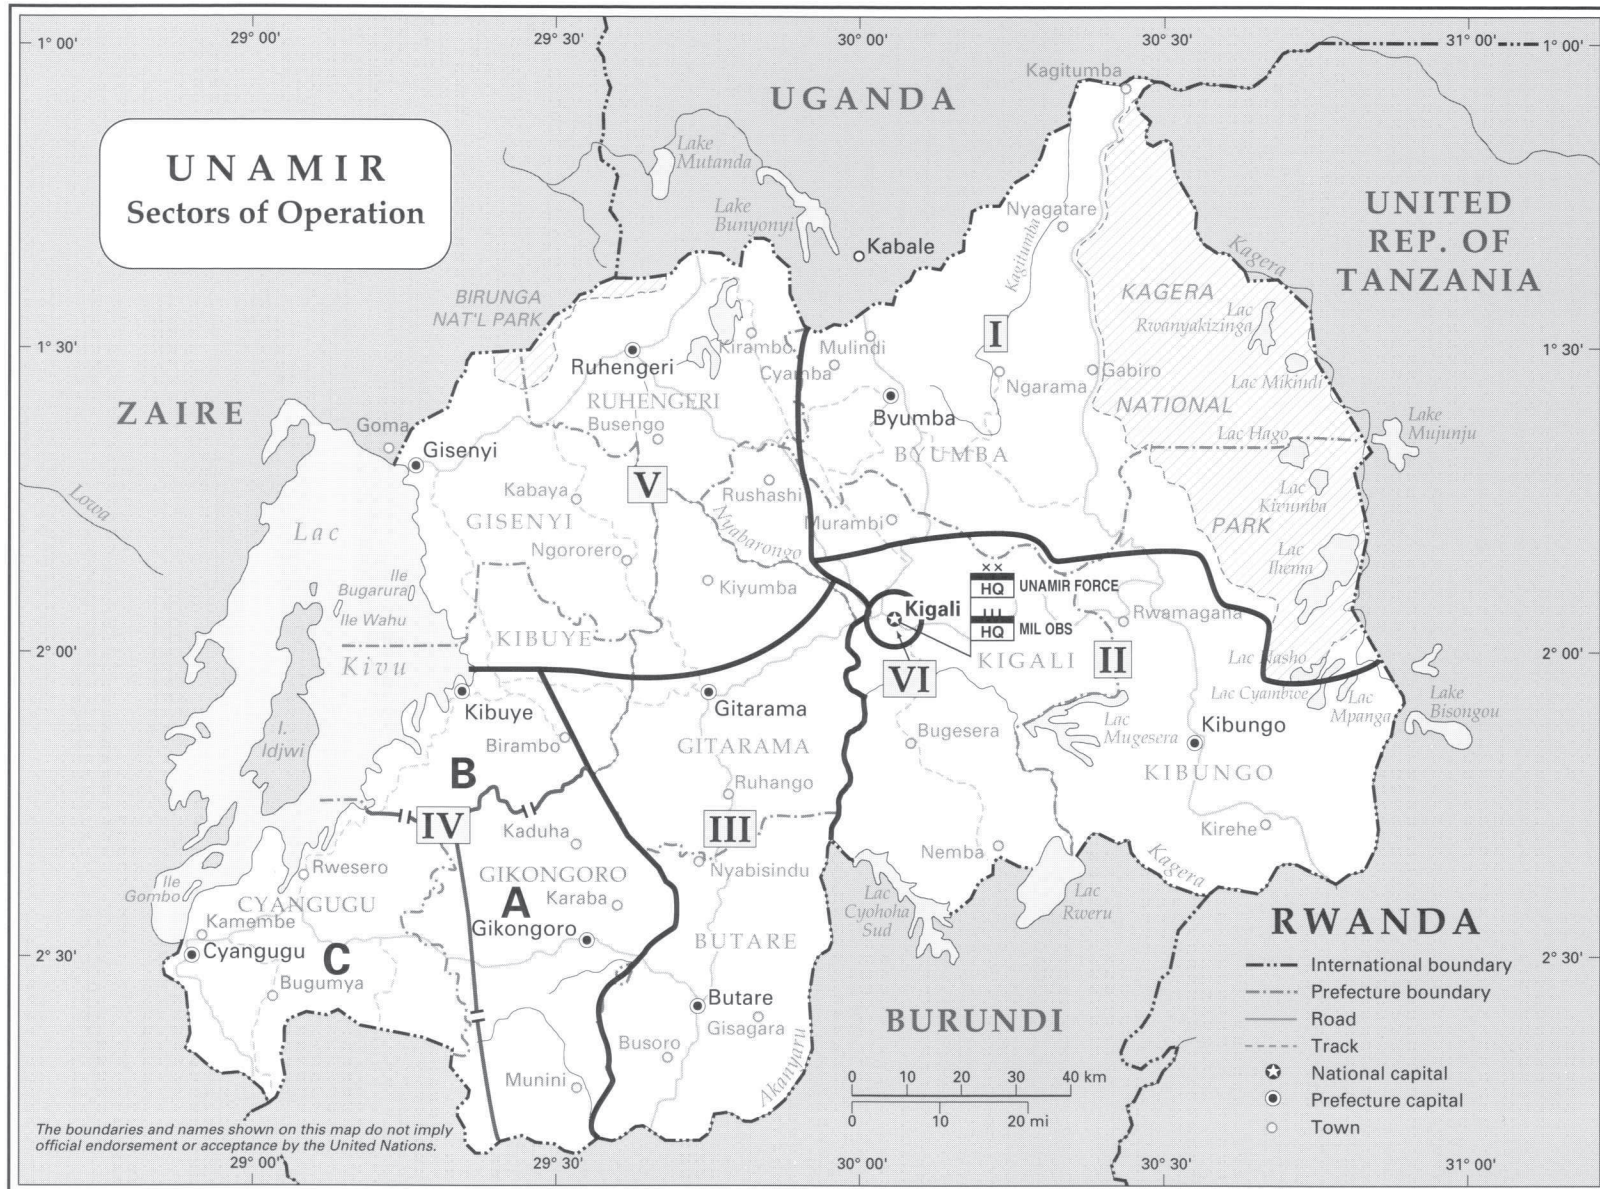 29° 00'
29° 30'
30° 00'
30° 30'
31° 00'
1° 00'
1° 00'
UNAMIR
Sectors of Operation
UGANDA
Kagitumba
Lake
Mutanda
Lake
Bunyonyi
Kabale
Nyagatare
Kagitumba
UNITED
REP. OF
TANZANIA
Kagera
BIRUNGA
NAT'L PARK
KAGERA
Lac
Rwanyakizinga
I
1° 30'
1° 30'
Kirambo
Mulindi
Cyamba
Ruhengeri
Ngarama
Gabiro
Lac Mikindi
ZAIRE
RUHENGERI
Busengo
Byumba
NATIONAL
Lac Hago
Lake
Mujunju
Goma
Gisenyi
BYUMBA
V
Kabaya
Rushashi
Lac
Kivumba
Lowa
Lac
GISENYI
Nyabarongo
Murambi
PARK
Ngororero
Lac
Ihema
Ile
Bugarura
Ile Wahu
Kiyumba
XX
HQ
UNAMIR FORCE
III
HQ
MIL OBS
Kigali
Rwamagana
KIBUYE
2° 00'
2° 00'
Kivu
KIGALI
II
VI
Lac Nasho
Lac Cyambwe
Lac
Mpanga
Lake
Bisongou
Kibuye
Gitarama
I.
Idjwi
Birambo
GITARAMA
Bugesera
Lac
Mugesera
Kibungo
B
KIBUNGO
Ruhango
IV
III
Kaduha
Kirehe
Nemba
Kagera
Rwesero
Nyabisindu
Ile
Gombo
GIKONGORO
Lac
Cyohoha
Sud
Lac
Rweru
CYANGUGU
A
Karaba
Kamembe
Gikongoro
RWANDA
BUTARE
2° 30'
2° 30'
Cyangugu
C
Bugumya
Butare
Gisagara
BURUNDI
Busoro
Munini
Akanyaru
International boundary
Prefecture boundary
Road
Track
National capital
Prefecture capital
Town
0 10 20 30 40 km
0 10 20 mi
The boundaries and names shown on this map do not imply
official endorsement or acceptance by the United Nations.
29° 00'
29° 30'
30° 00'
30° 30'
31° 00'